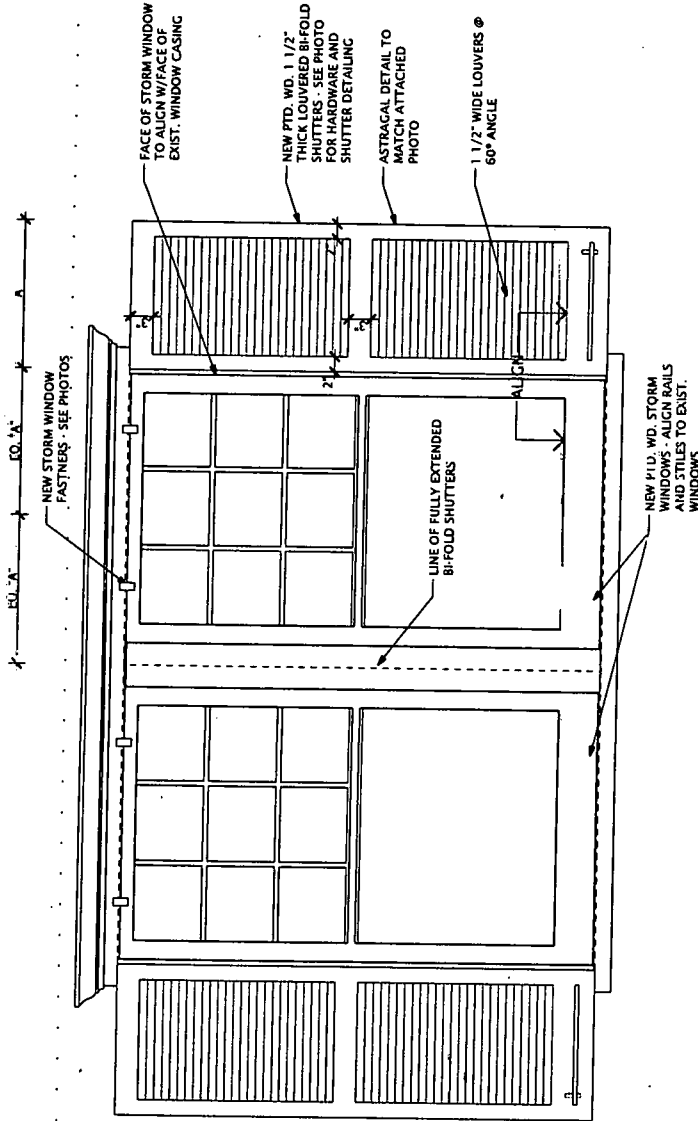 EQ. "A"
EQ. "A"
A
NEW STORM WINDOW
FASTNERS - SEE PHOTOS
FACE OF STORM WINDOW
TO ALIGN W/FACE OF
EXIST. WINDOW CASING
NEW PTD. WD. 1 1/2"
THICK LOUVERED BI-FOLD
SHUTTERS - SEE PHOTO
FOR HARDWARE AND
SHUTTER DETAILING
ASTRAGAL DETAIL TO
MATCH ATTACHED
PHOTO
1 1/2" WIDE LOUVERS @
60° ANGLE
3"
2"
3"
2"
ALIGN
LINE OF FULLY EXTENDED
BI-FOLD SHUTTERS
NEW PTD. WD. STORM
WINDOWS - ALIGN RAILS
AND STILES TO EXIST.
WINDOWS